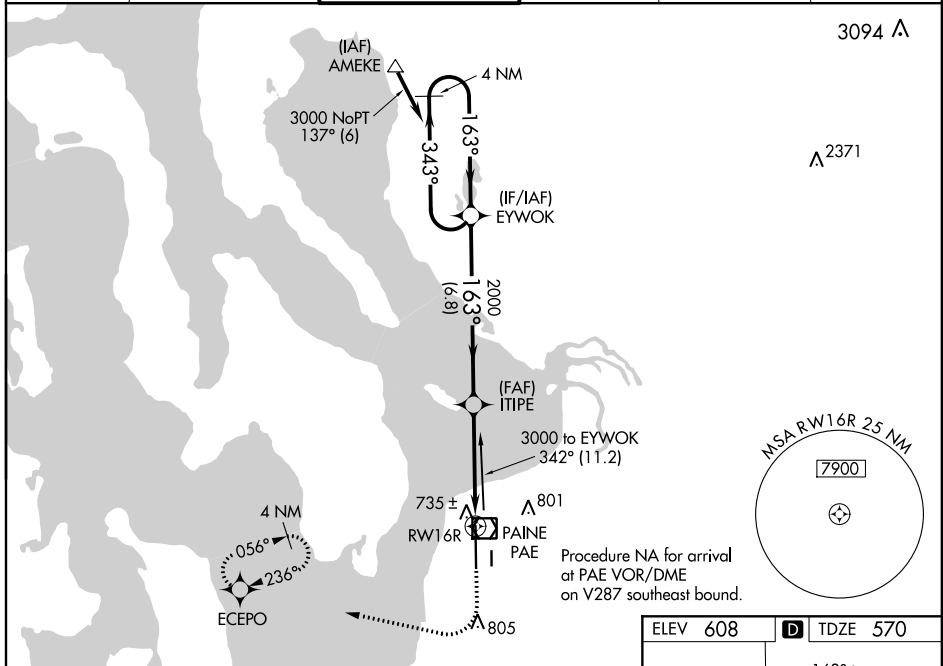 3094
(IAF)
AMEKE
4 NM
3000 NoPT
137° (6)
163°
343°
2371
(IF/IAF)
EYWOK
2000
163°
(6.8)
(FAF)
ITIPE
3000 to EYWOK
342° (11.2)
MSA RW16R 25 NM
7900
735 ±
801
RW16R
PAINE
PAE
4 NM
056°
236°
ECEPO
Procedure NA for arrival
at PAE VOR/DME
on V287 southeast bound.
805
ELEV 608 D TDZE 570